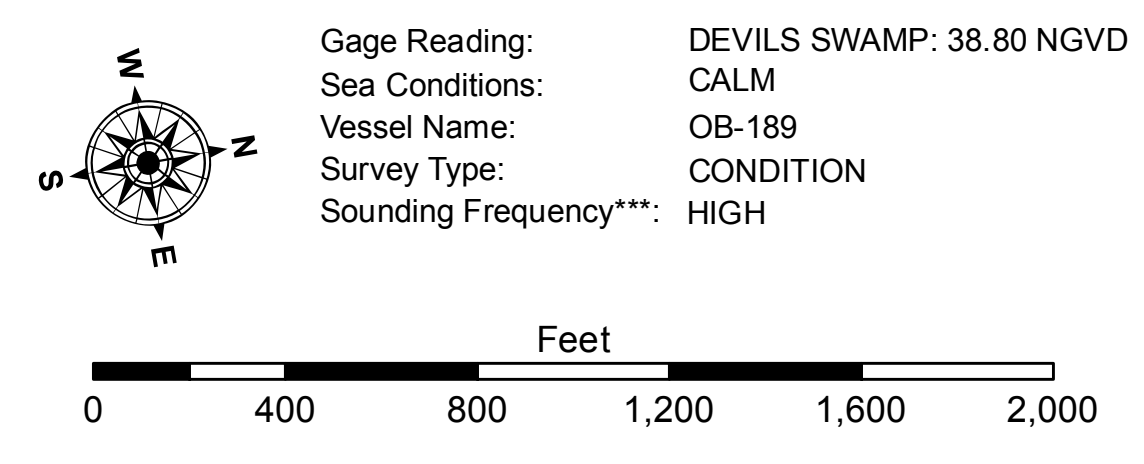 W
N
S
E
Gage Reading: DEVILS SWAMP: 38.80 NGVD
Sea Conditions: CALM
Vessel Name: OB-189
Survey Type: CONDITION
Sounding Frequency***: HIGH
Feet
0 400 800 1,200 1,600 2,000